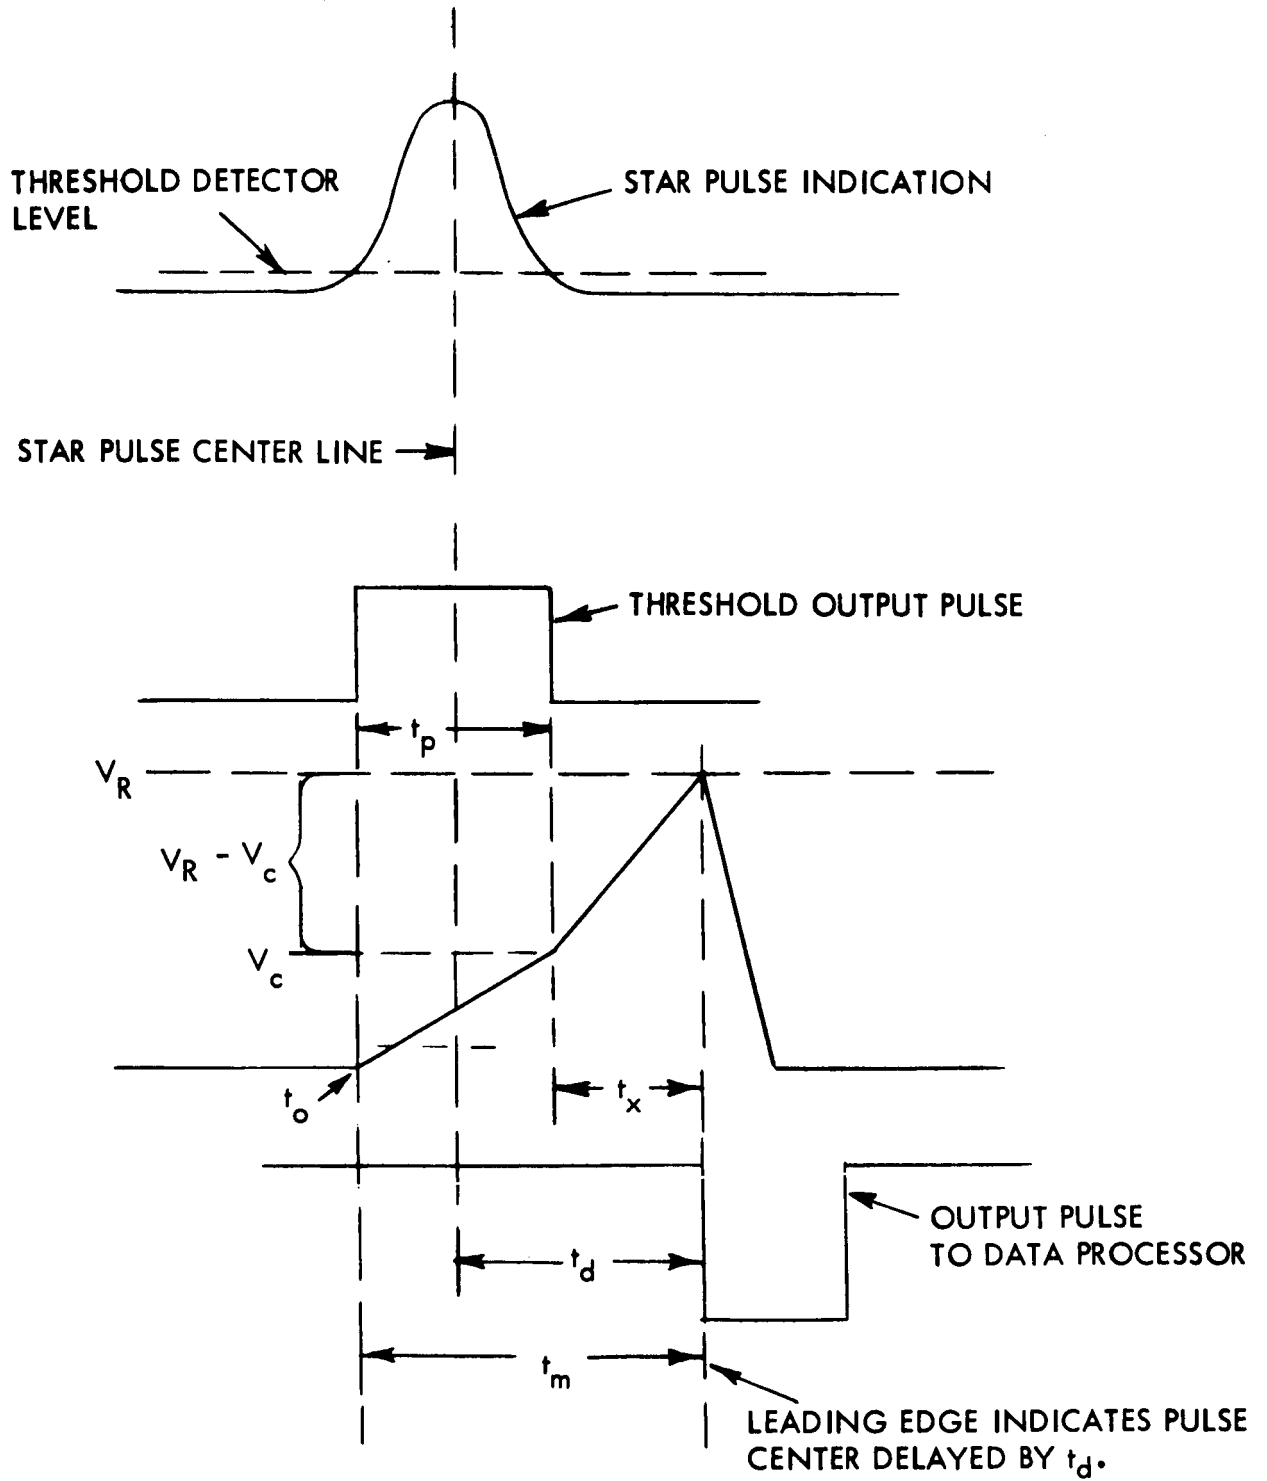 THRESHOLD DETECTOR
LEVEL
STAR PULSE INDICATION
STAR PULSE CENTER LINE
THRESHOLD OUTPUT PULSE
tp
VR
VR - Vc
Vc
to
tx
OUTPUT PULSE
TO DATA PROCESSOR
td
tm
LEADING EDGE INDICATES PULSE
CENTER DELAYED BY td.